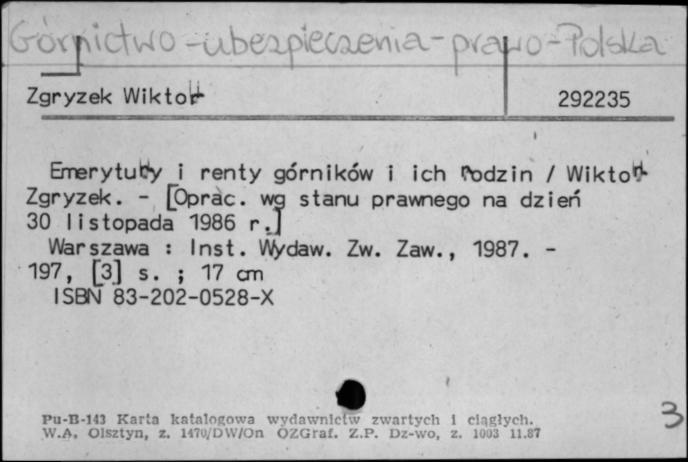 Górnictwo - ubezpieczenia - prawo - Polska
Zgryzek Wiktor 292235
Emerytury i renty górników i ich rodzin / Wiktor
Zgryzek. - [Oprac. wg stanu prawnego na dzień
30 listopada 1986 r.]
Warszawa : Inst. Wydaw. Zw. Zaw., 1987. -
197, [3] s. ; 17 cm
ISBN 83-202-0528-X
Pu-B-143 Karta katalogowa wydawnictw zwartych i ciągłych.
W.A. Olsztyn, z. 1470/DW/On OZGraf. Z.P. Dz-wo, z. 1003 11.87
3